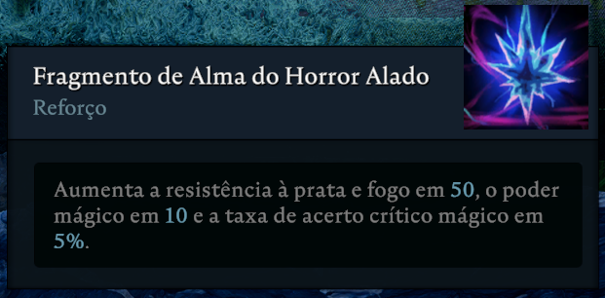 Fragmento de Alma do Horror Alado
Reforço
Aumenta a resistência à prata e fogo em 50, o poder
mágico em 10 e a taxa de acerto crítico mágico em
5%.